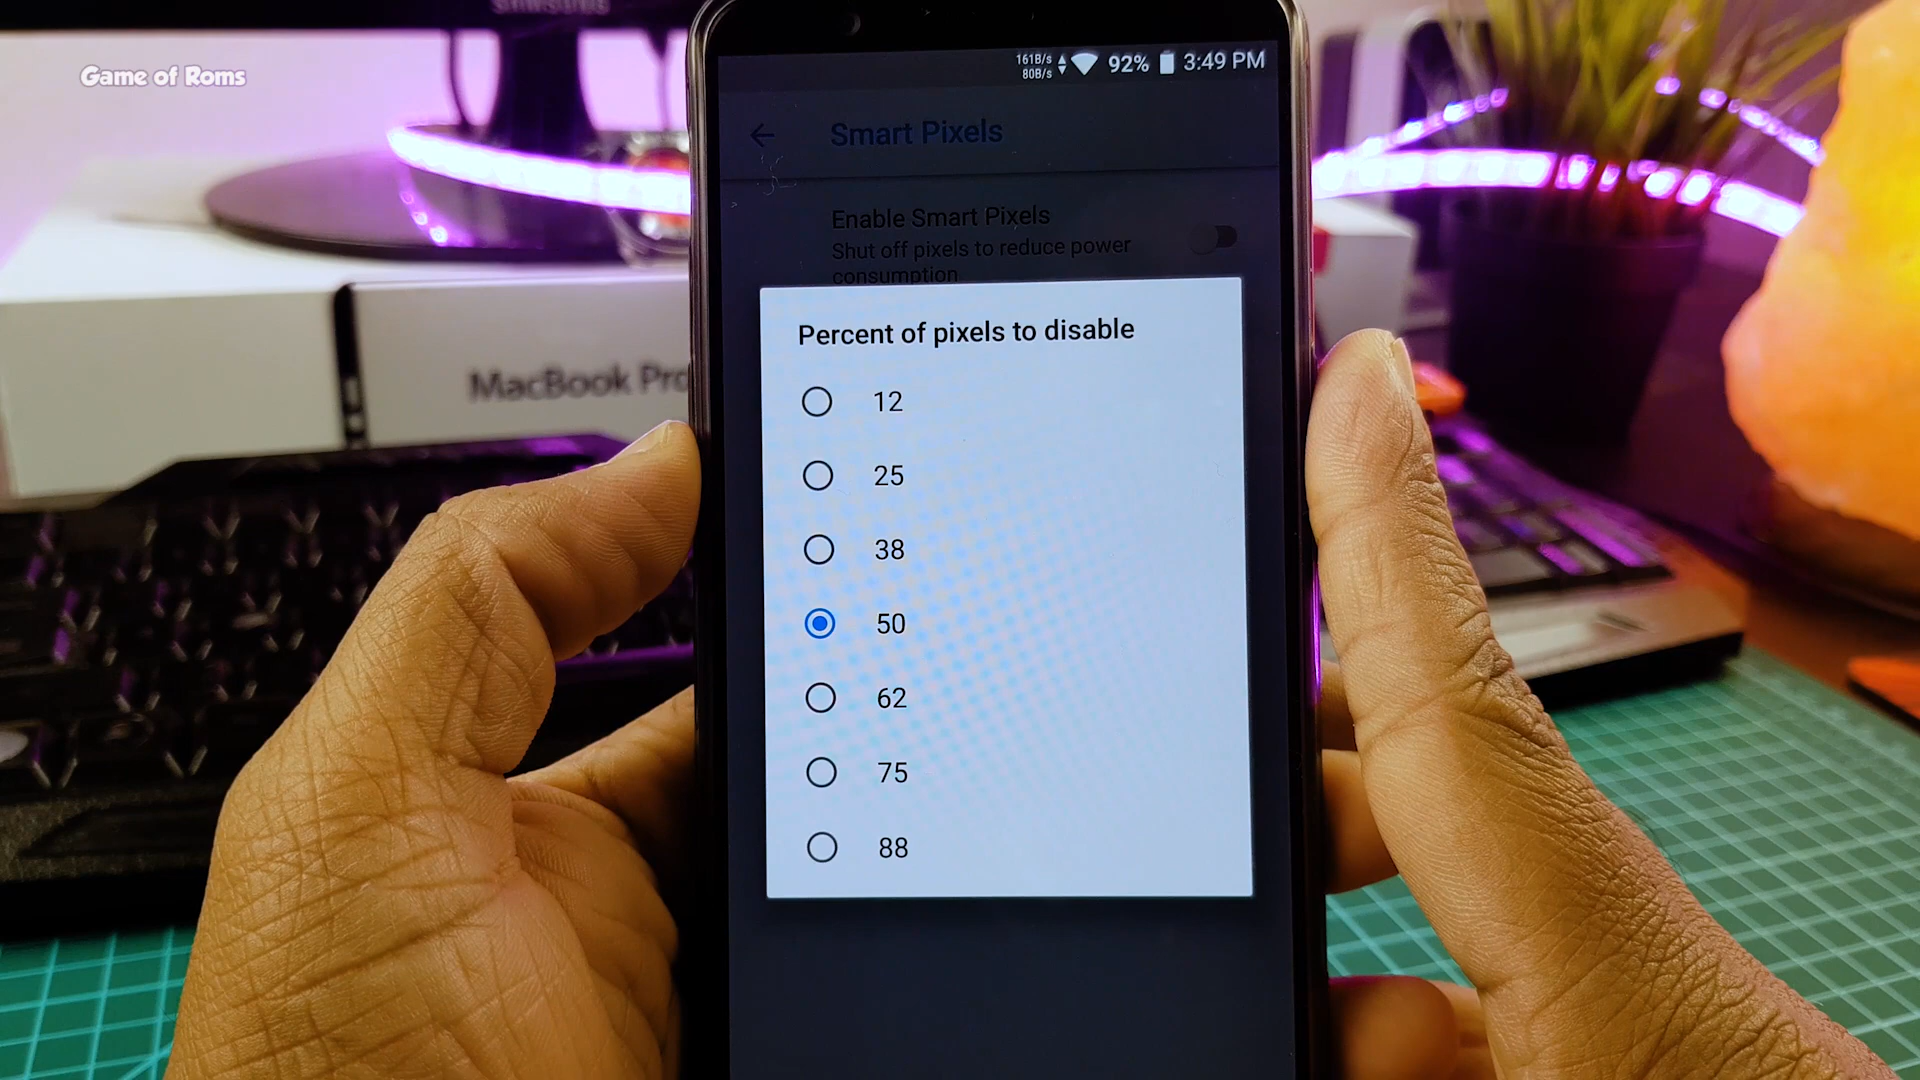 SAMSUNG
Game of Roms
161B/s
80B/s
92%
3:49 PM
Smart Pixels
Enable Smart Pixels
Shut off pixels to reduce power
consumption
Percent of pixels to disable
12
25
38
50
62
75
88
MacBook Pro